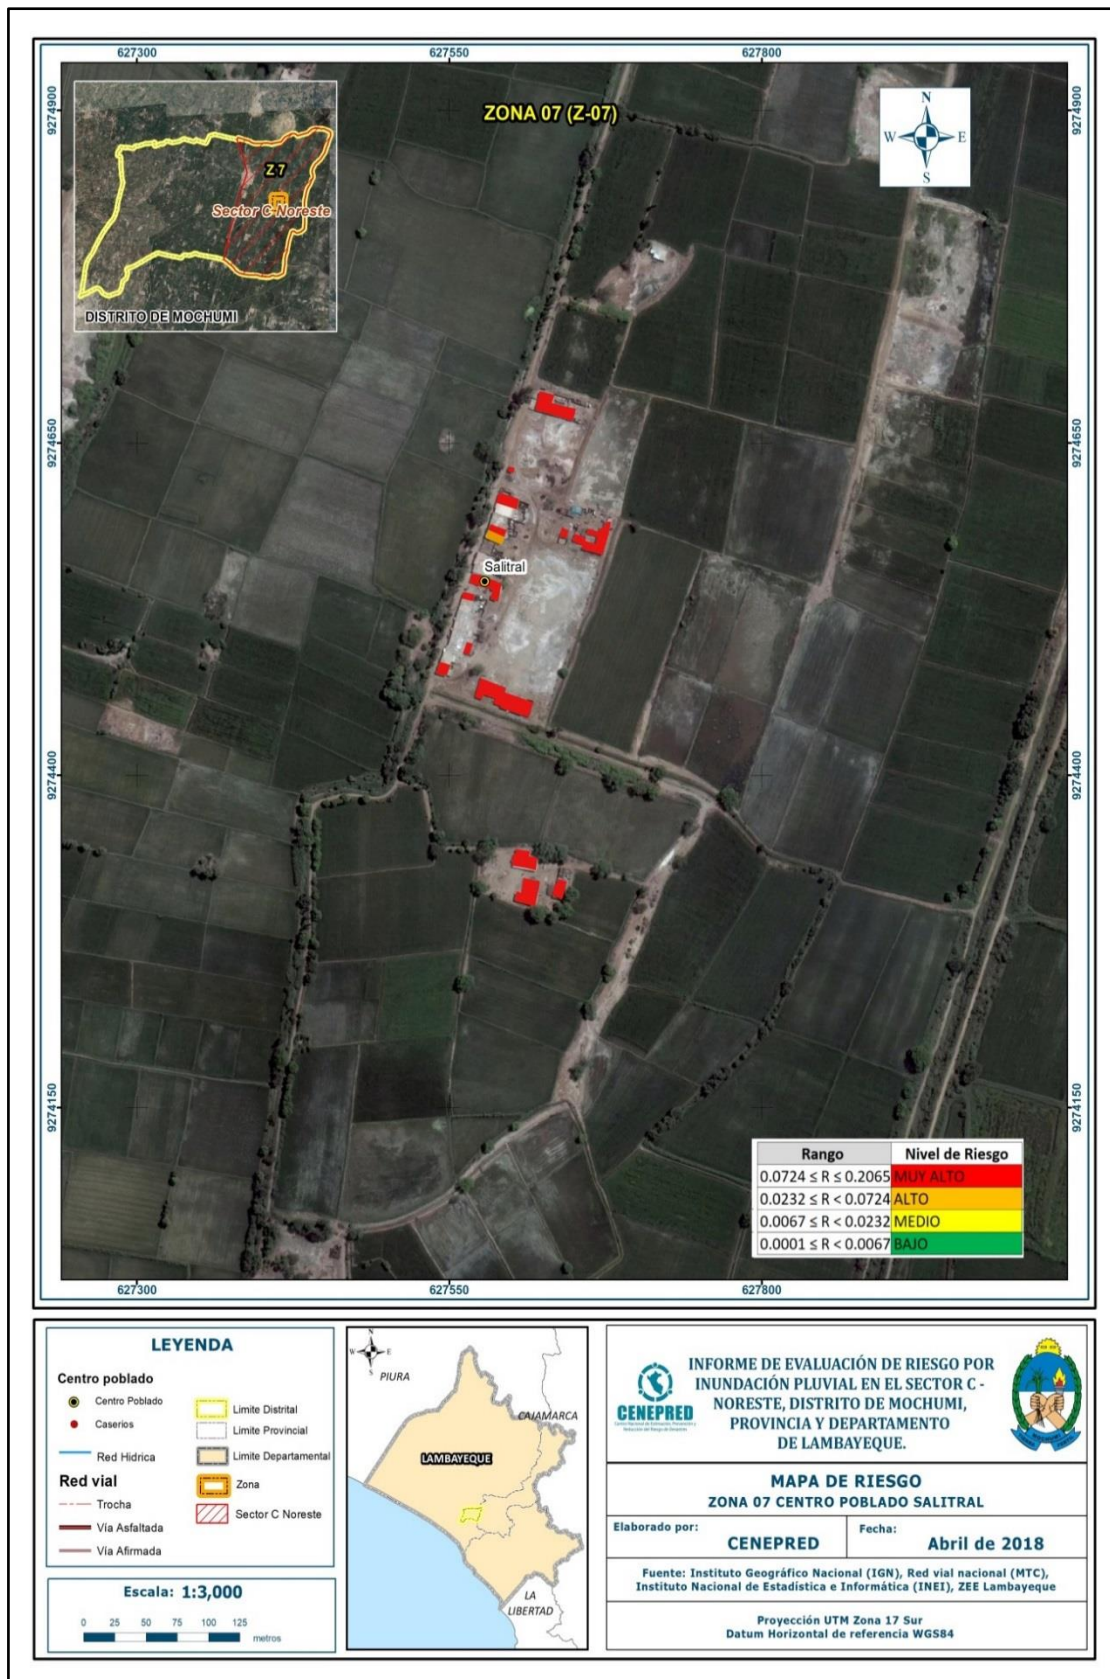 627300
627550
627800
9274900
9274900
9274650
9274650
9274400
9274400
9274150
9274150
ZONA 07 (Z-07)
N
W
E
S
Z 7
Sector C Noreste
DISTRITO DE MOCHUMI
Salitral
Rango
Nivel de Riesgo
0.0724 ≤ R ≤ 0.2065 MUY ALTO
0.0232 ≤ R < 0.0724 ALTO
0.0067 ≤ R < 0.0232 MEDIO
0.0001 ≤ R < 0.0067 BAJO
627300
627550
627800
LEYENDA
Centro poblado
Centro Poblado
Caserios
Red Hidrica
Red vial
Trocha
Vía Asfaltada
Vía Afirmada
Limite Distrital
Limite Provincial
Limite Departamental
Zona
Sector C Noreste
Escala: 1:3,000
0 25 50 75 100 125
metros
N
W
E
S
PIURA
CAJAMARCA
LAMBAYEQUE
LA
LIBERTAD
CENEPRED
INFORME DE EVALUACIÓN DE RIESGO POR
INUNDACIÓN PLUVIAL EN EL SECTOR C -
NORESTE, DISTRITO DE MOCHUMI,
PROVINCIA Y DEPARTAMENTO
DE LAMBAYEQUE.
MAPA DE RIESGO
ZONA 07 CENTRO POBLADO SALITRAL
Elaborado por:
CENEPRED
Fecha:
Abril de 2018
Fuente: Instituto Geográfico Nacional (IGN), Red vial nacional (MTC),
Instituto Nacional de Estadística e Informática (INEI), ZEE Lambayeque
Proyección UTM Zona 17 Sur
Datum Horizontal de referencia WGS84